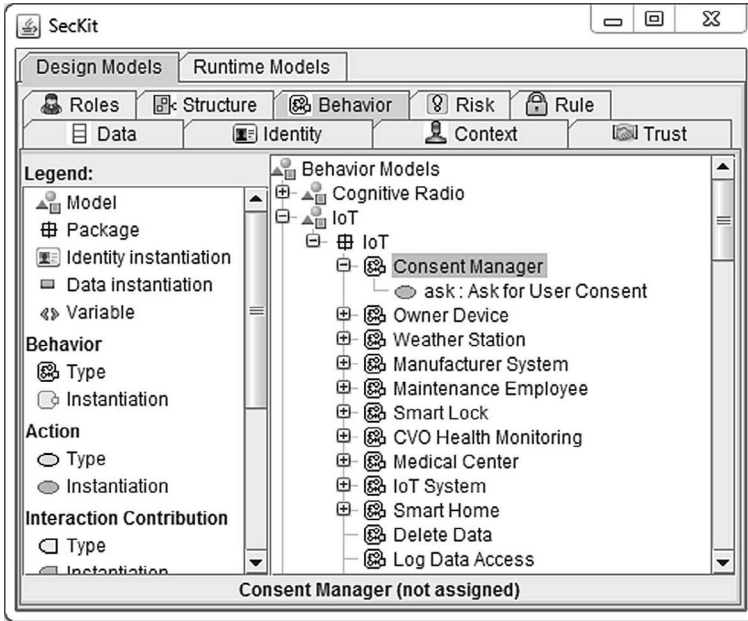 SecKit
Design Models Runtime Models
Roles Structure Behavior Risk Rule
Data Identity Context Trust
Legend:
Model
Package
Identity instantiation
Data instantiation
Variable
Behavior
Type
Instantiation
Action
Type
Instantiation
Interaction Contribution
Type
Instantiation
Behavior Models
Cognitive Radio
IoT
IoT
Consent Manager
ask : Ask for User Consent
Owner Device
Weather Station
Manufacturer System
Maintenance Employee
Smart Lock
CVO Health Monitoring
Medical Center
IoT System
Smart Home
Delete Data
Log Data Access
Consent Manager (not assigned)